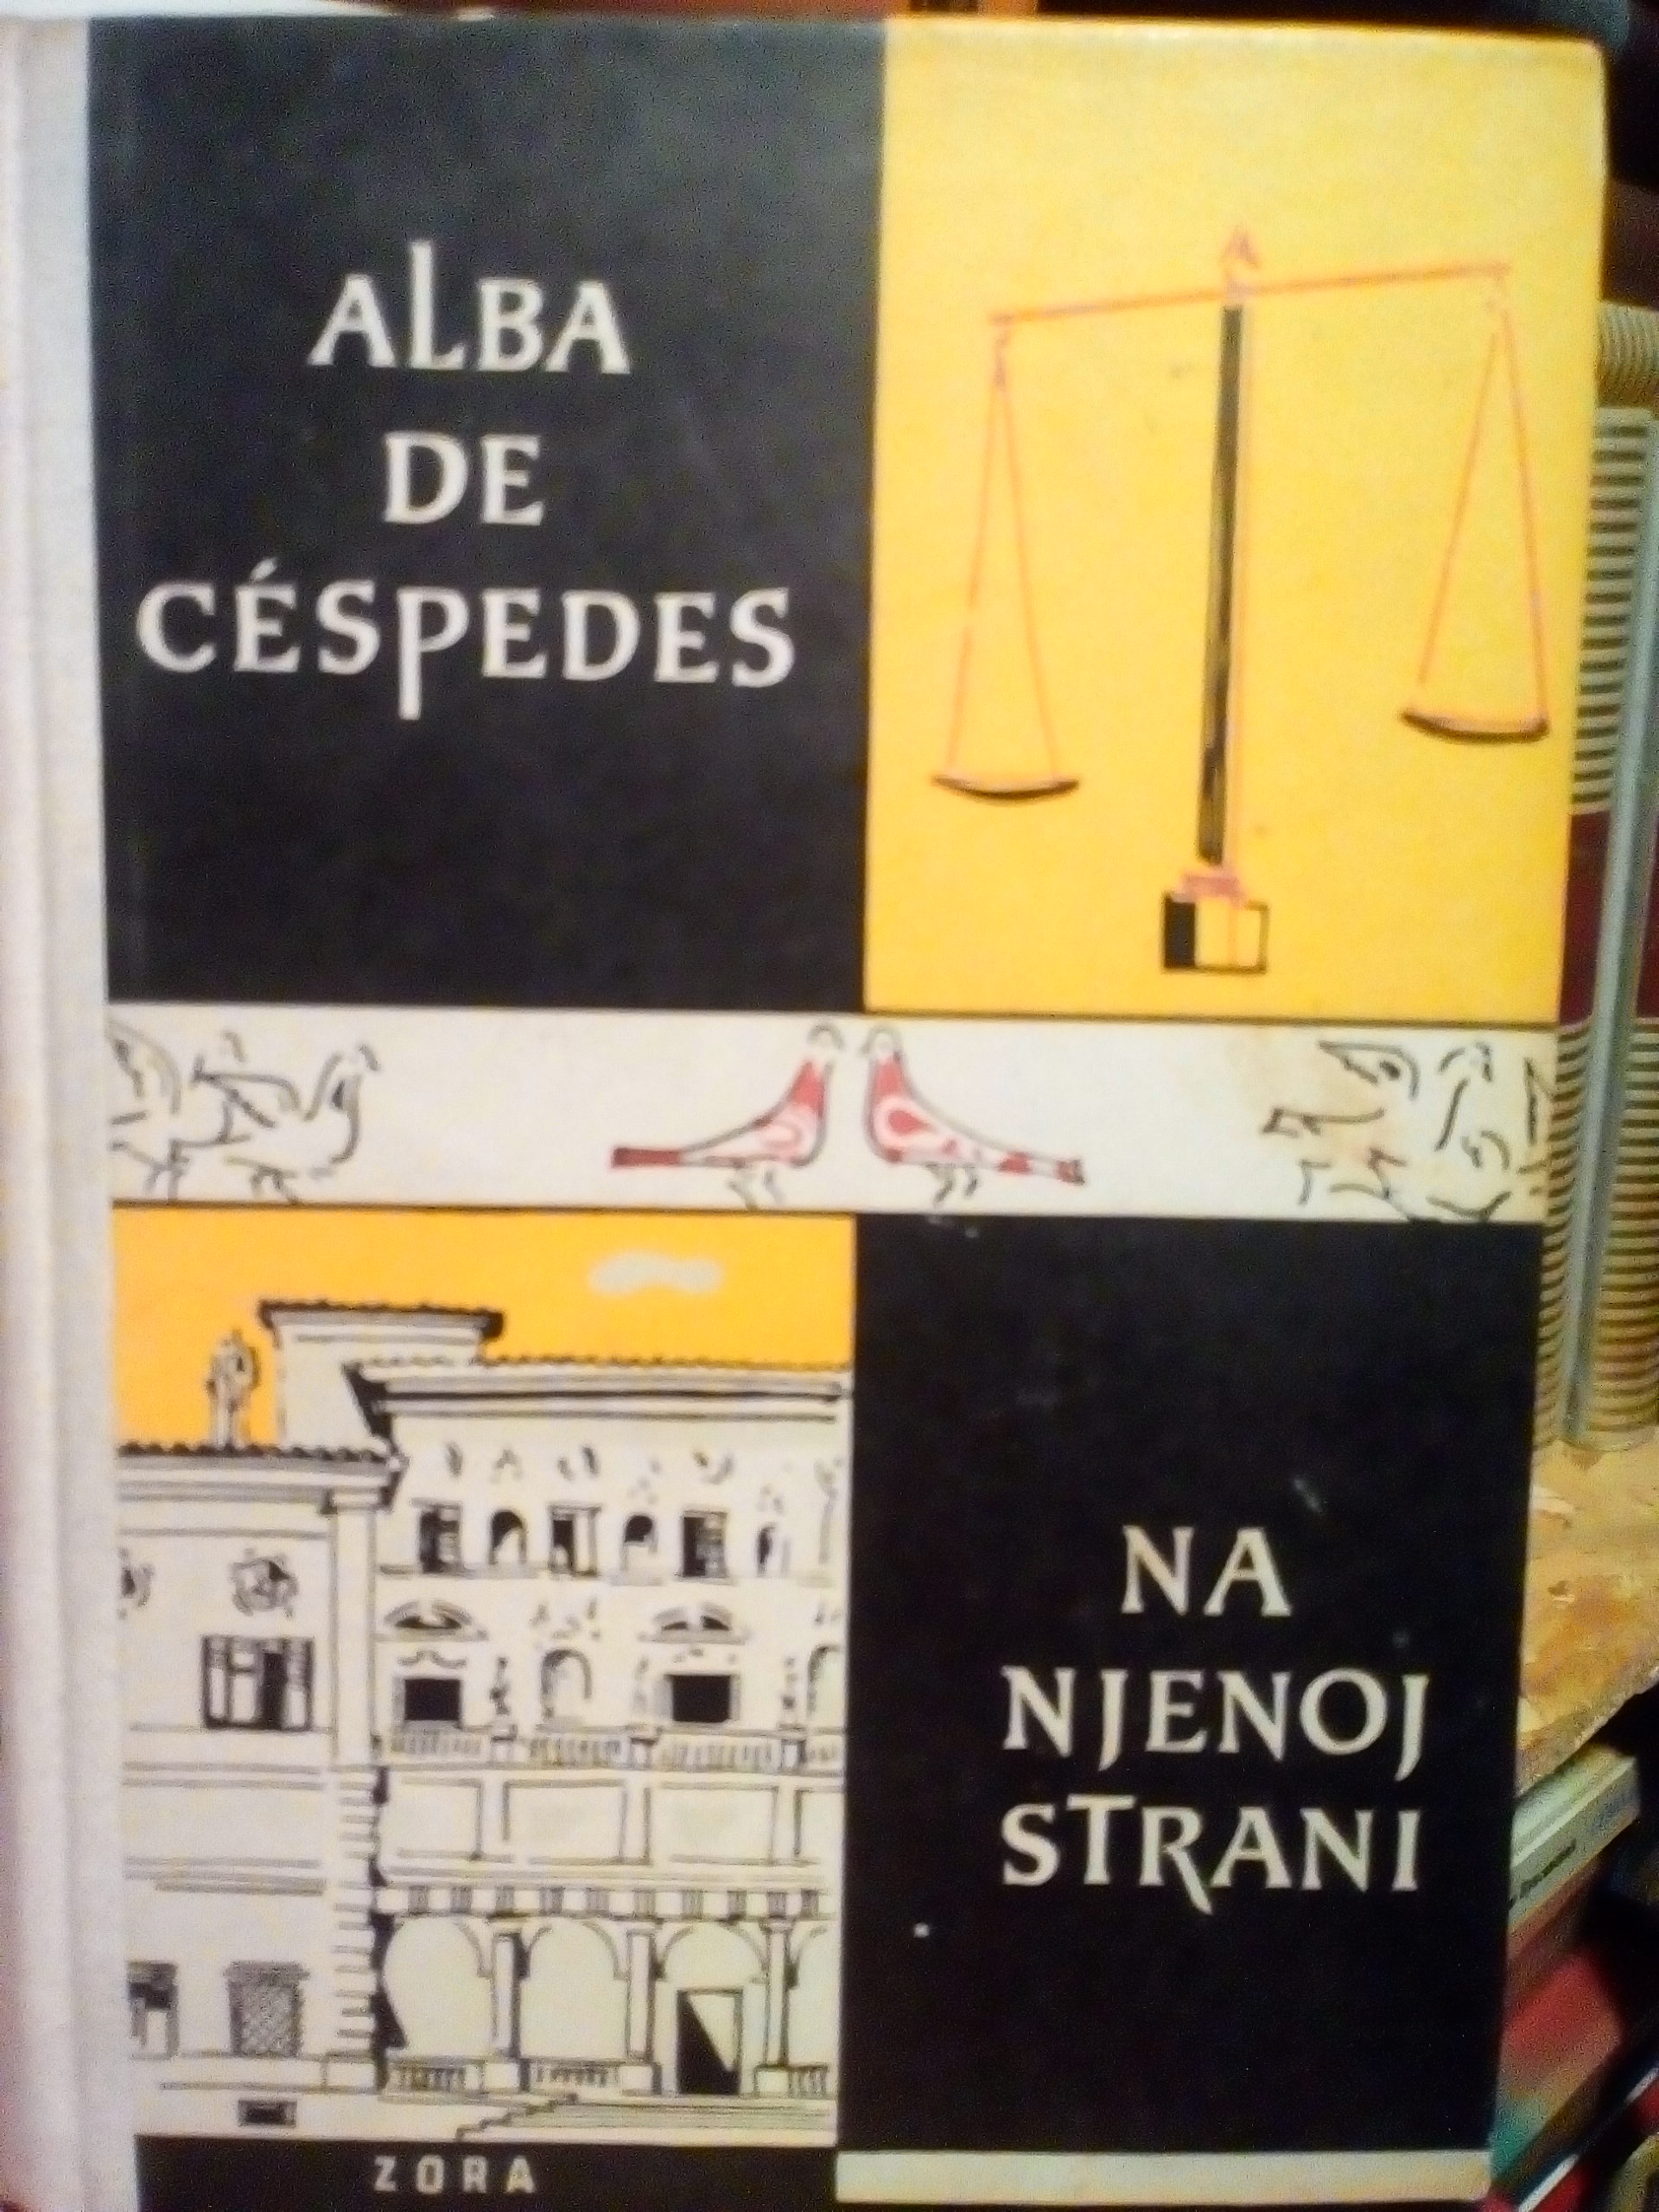 ALBA
DE
CÉSPEDES
NA
NJENOJ
STRANI
ZORA